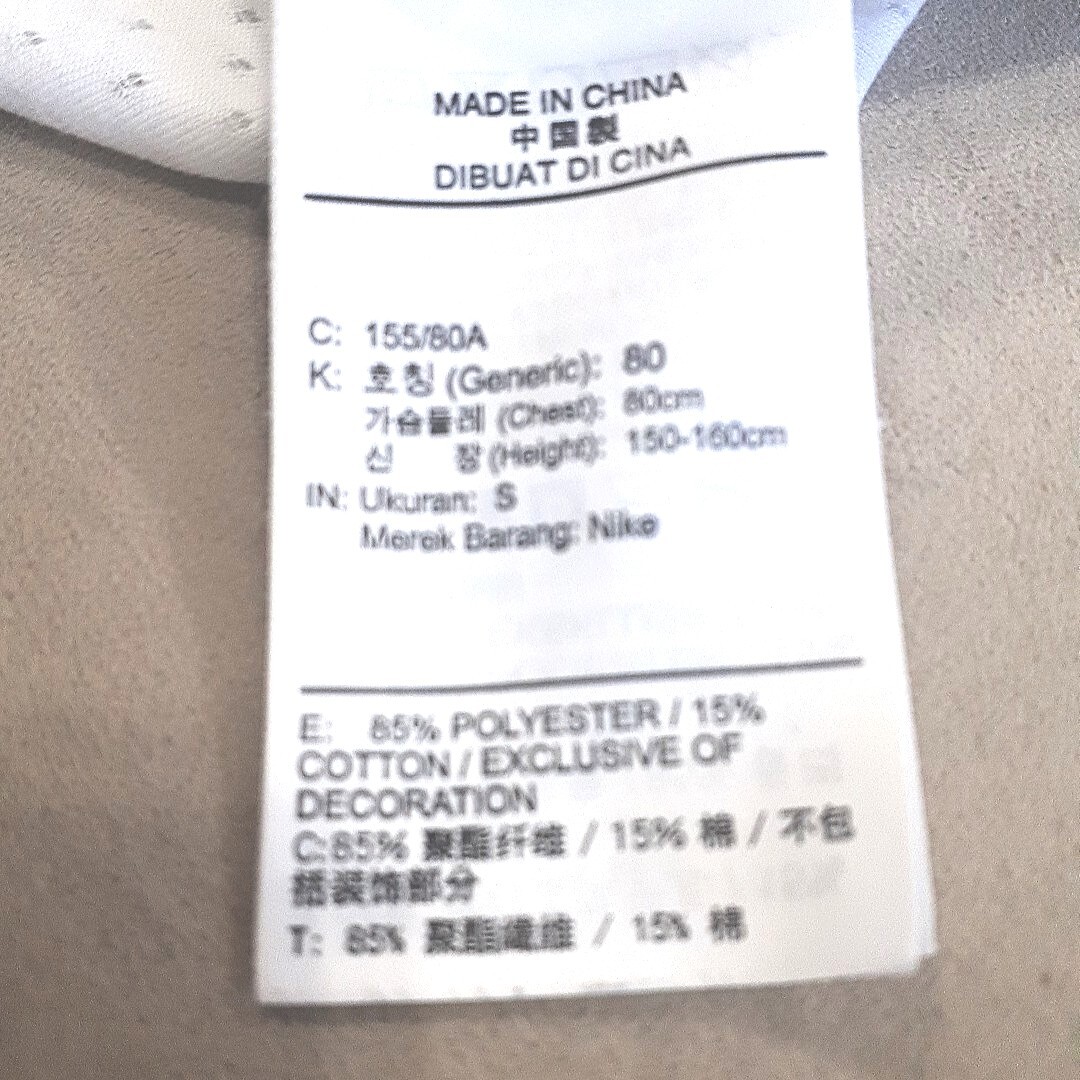 MADE IN CHINA
中国製
DIBUAT DI CINA
C: 155/80A
K: 호칭 (Generic): 80
가슴둘레 (Chest): 80cm
신 장 (Height): 150-160cm
IN: Ukuran: S
Merek Barang: Nike
E: 85% POLYESTER / 15%
COTTON / EXCLUSIVE OF
DECORATION
C:85% 聚酯纤维 / 15% 棉 / 不包
括装饰部分
T: 85% 聚酯纖維 / 15% 棉